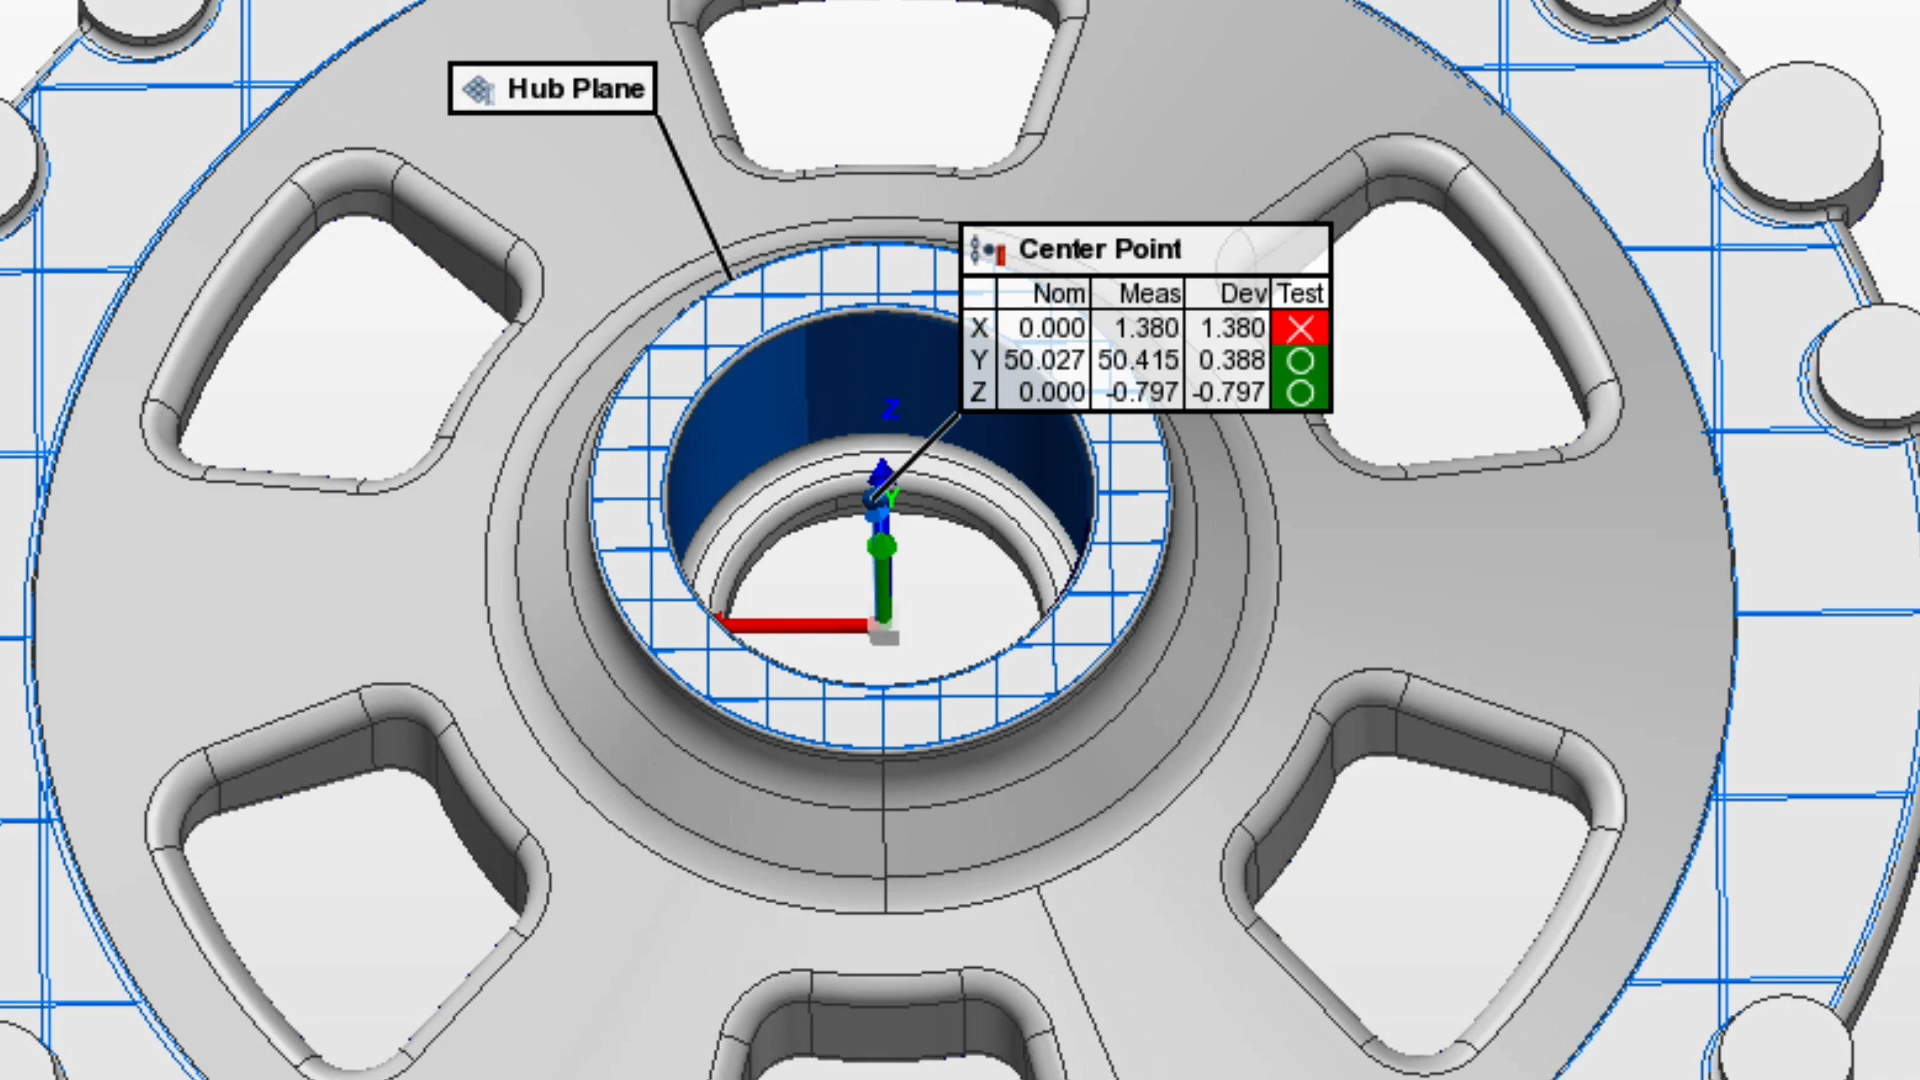 Hub Plane
Center Point
Nom Meas Dev Test
X 0.000 1.380 1.380
Y 50.027 50.415 0.388
Z 0.000 -0.797 -0.797
Z
Y